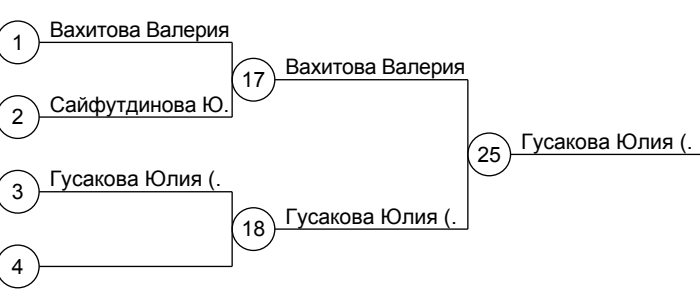 1 Вахитова Валерия
17 Вахитова Валерия
2 Сайфутдинова Ю.
25 Гусакова Юлия (.
3 Гусакова Юлия (.
18 Гусакова Юлия (.
4